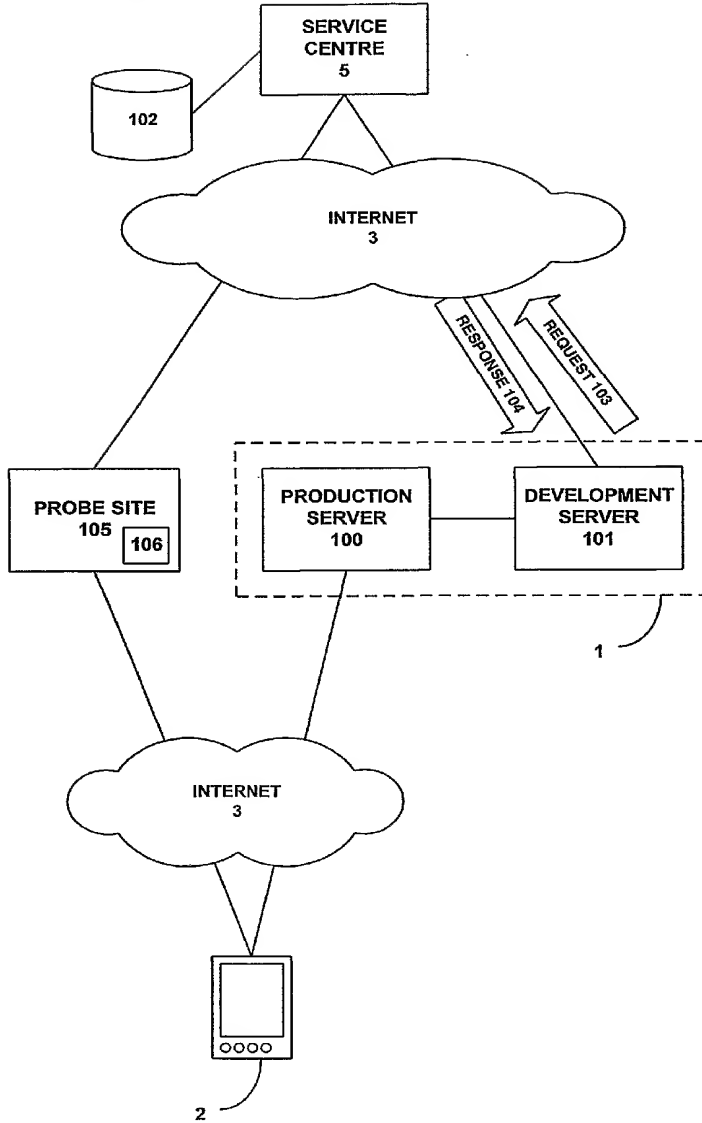 SERVICE
CENTRE
5
102
INTERNET
3
RESPONSE 104
REQUEST 103
PROBE SITE
105
106
PRODUCTION
SERVER
100
DEVELOPMENT
SERVER
101
1
INTERNET
3
2